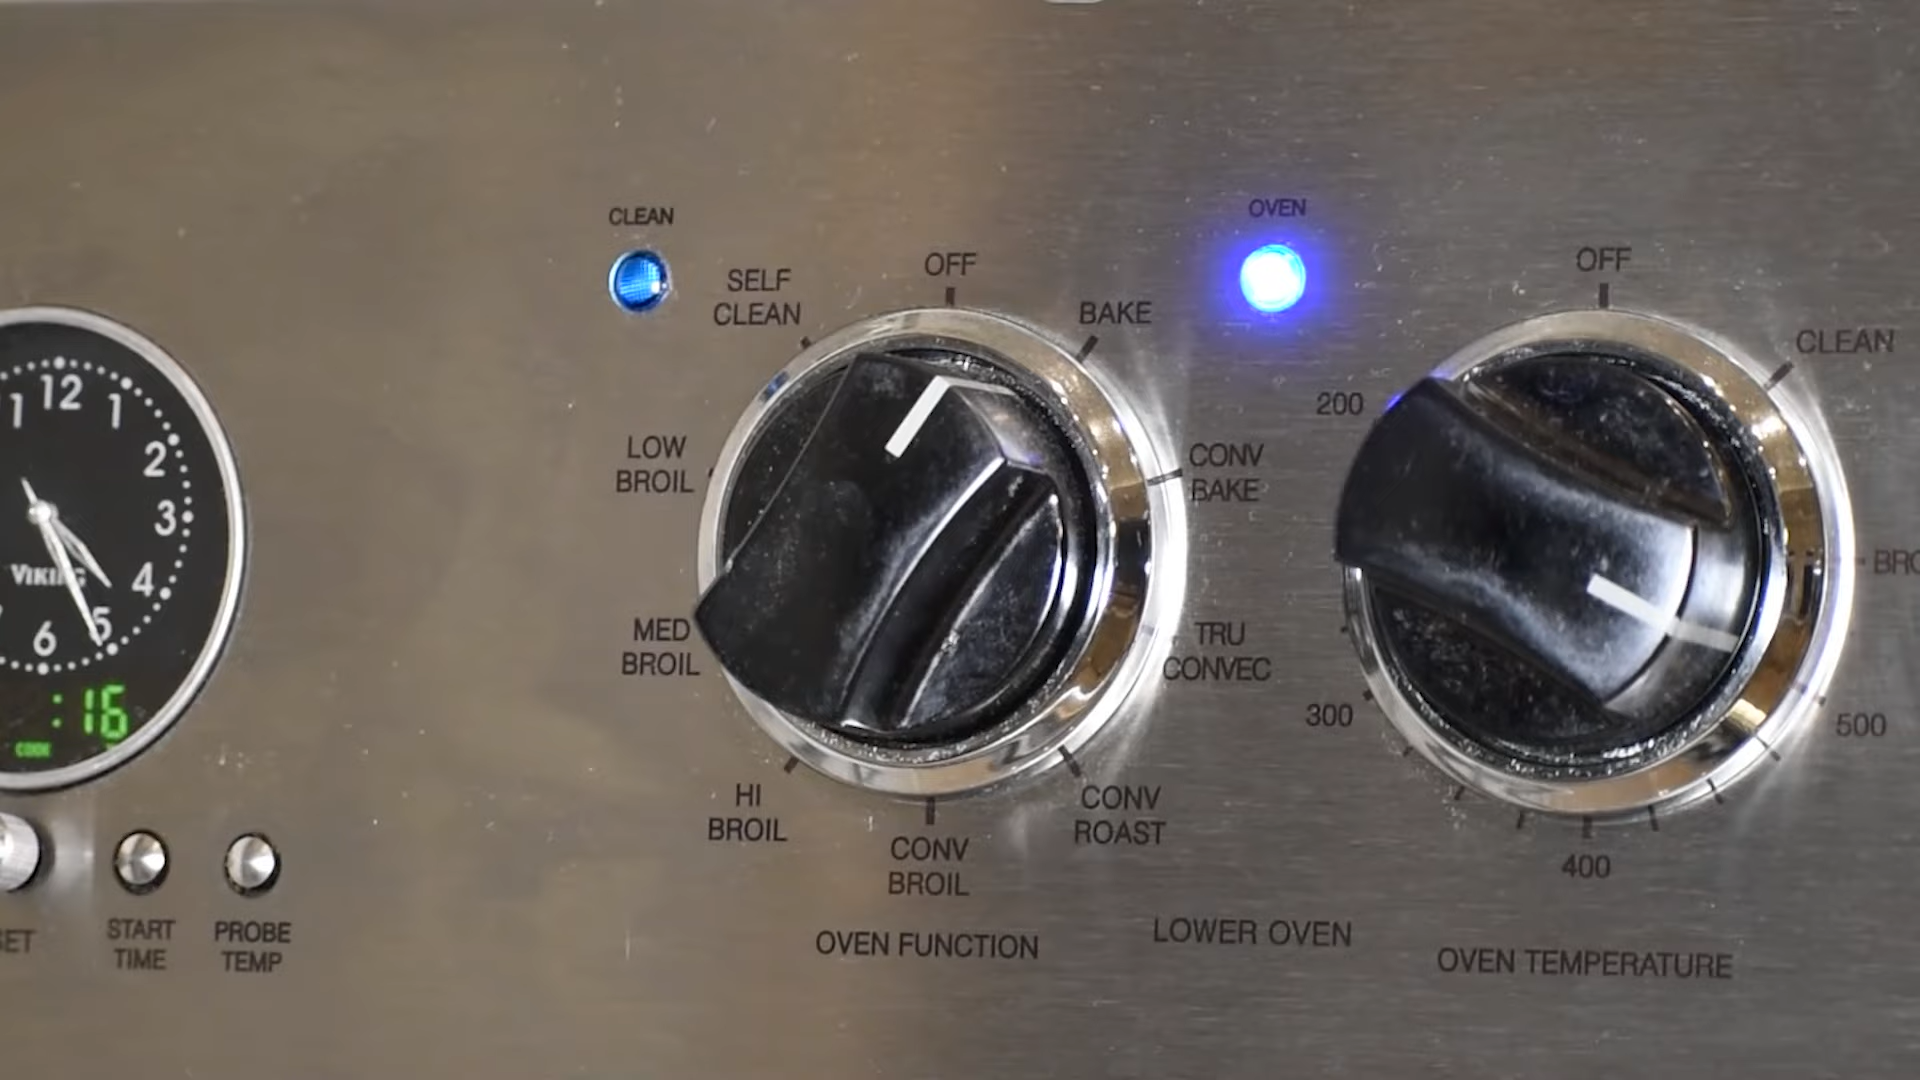 CLEAN
SELF
CLEAN
OFF
BAKE
OVEN
OFF
CLEAN
200
12
1
2
3
4
5
6
VIKING
:16
COOK
LOW
BROIL
CONV
BAKE
MED
BROIL
TRU
CONVEC
300
500
HI
BROIL
CONV
BROIL
CONV
ROAST
400
START
TIME
PROBE
TEMP
OVEN FUNCTION
LOWER OVEN
OVEN TEMPERATURE